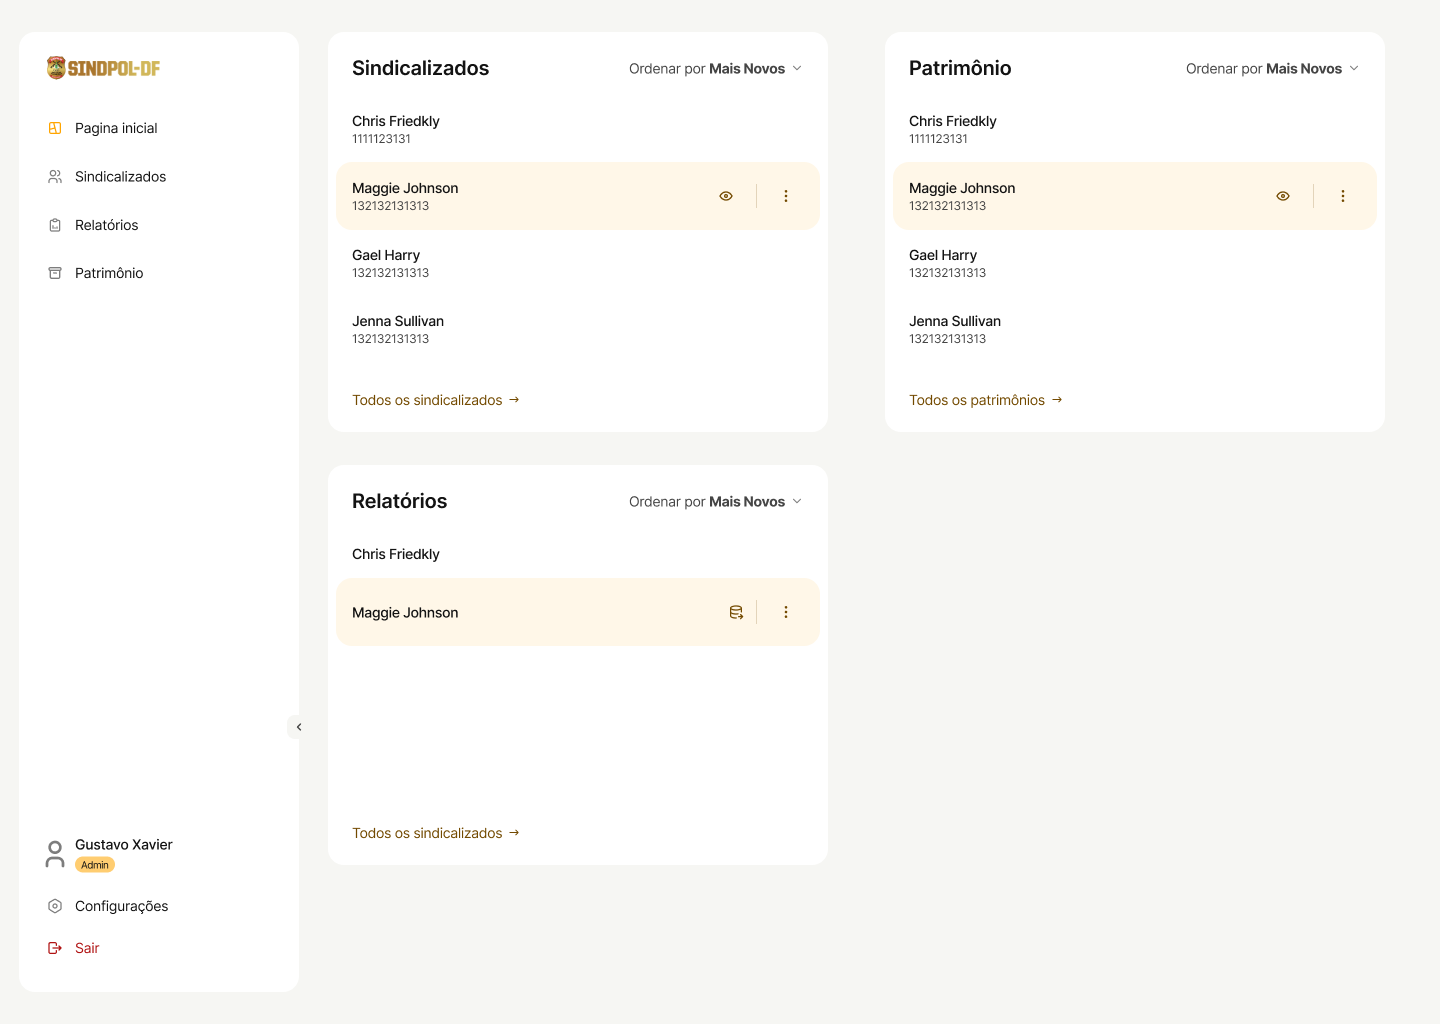 SINDPOL-DF
Pagina inicial
Sindicalizados
Relatórios
Patrimônio
Gustavo Xavier
Admin
Configurações
Sair
Sindicalizados
Ordenar por Mais Novos
Chris Friedkly
1111123131
Maggie Johnson
132132131313
Gael Harry
132132131313
Jenna Sullivan
132132131313
Todos os sindicalizados →
Patrimônio
Ordenar por Mais Novos
Chris Friedkly
1111123131
Maggie Johnson
132132131313
Gael Harry
132132131313
Jenna Sullivan
132132131313
Todos os patrimônios →
Relatórios
Ordenar por Mais Novos
Chris Friedkly
Maggie Johnson
Todos os sindicalizados →